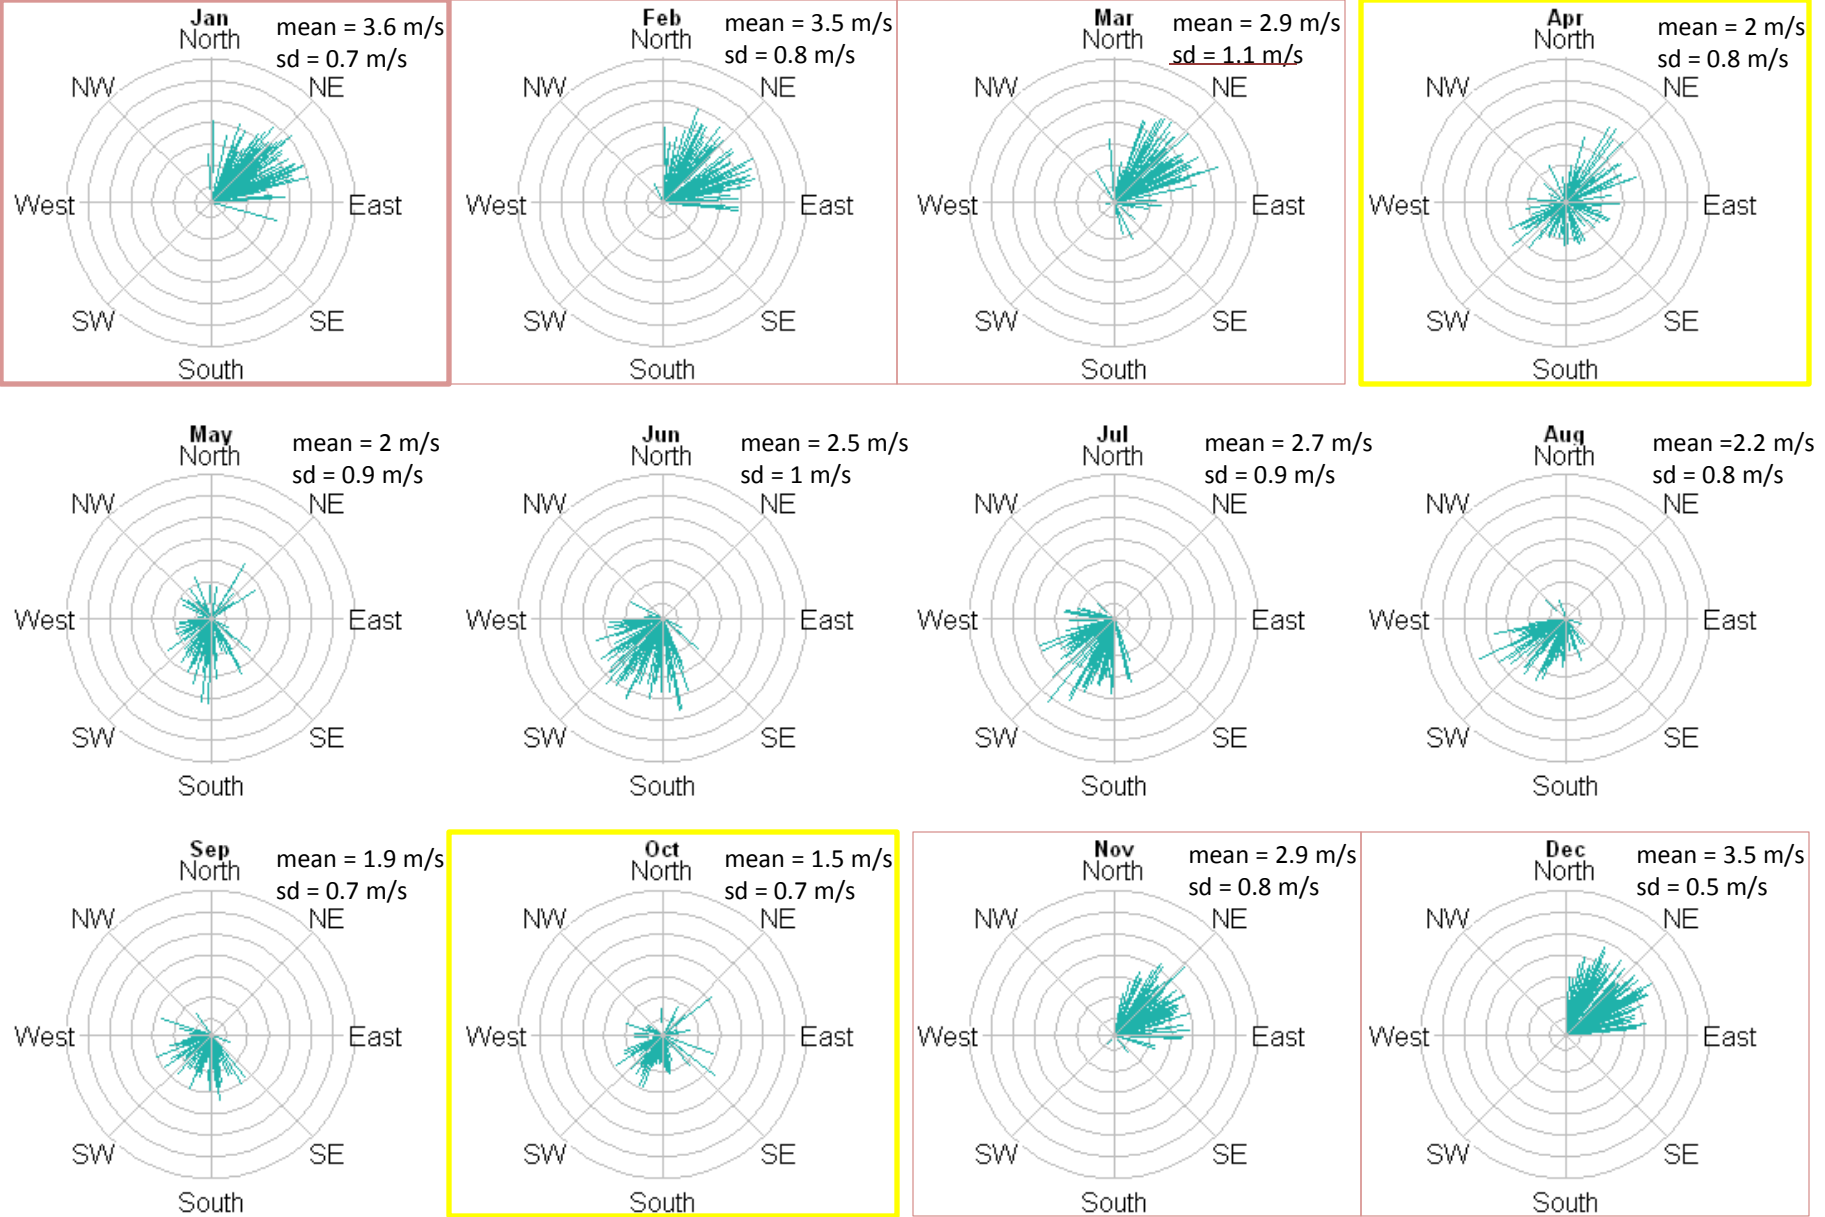 Jan
North
mean = 3.6 m/s
sd = 0.7 m/s
NW
NE
West
East
SW
SE
South
Feb
North
mean = 3.5 m/s
sd = 0.8 m/s
NW
NE
West
East
SW
SE
South
Mar
North
mean = 2.9 m/s
sd = 1.1 m/s
NW
NE
West
East
SW
SE
South
Apr
North
mean = 2 m/s
sd = 0.8 m/s
NW
NE
West
East
SW
SE
South
May
North
mean = 2 m/s
sd = 0.9 m/s
NW
NE
West
East
SW
SE
South
Jun
North
mean = 2.5 m/s
sd = 1 m/s
NW
NE
West
East
SW
SE
South
Jul
North
mean = 2.7 m/s
sd = 0.9 m/s
NW
NE
West
East
SW
SE
South
Aug
North
mean =2.2 m/s
sd = 0.8 m/s
NW
NE
West
East
SW
SE
South
Sep
North
mean = 1.9 m/s
sd = 0.7 m/s
NW
NE
West
East
SW
SE
South
Oct
North
mean = 1.5 m/s
sd = 0.7 m/s
NW
NE
West
East
SW
SE
South
Nov
North
mean = 2.9 m/s
sd = 0.8 m/s
NW
NE
West
East
SW
SE
South
Dec
North
mean = 3.5 m/s
sd = 0.5 m/s
NW
NE
West
East
SW
SE
South